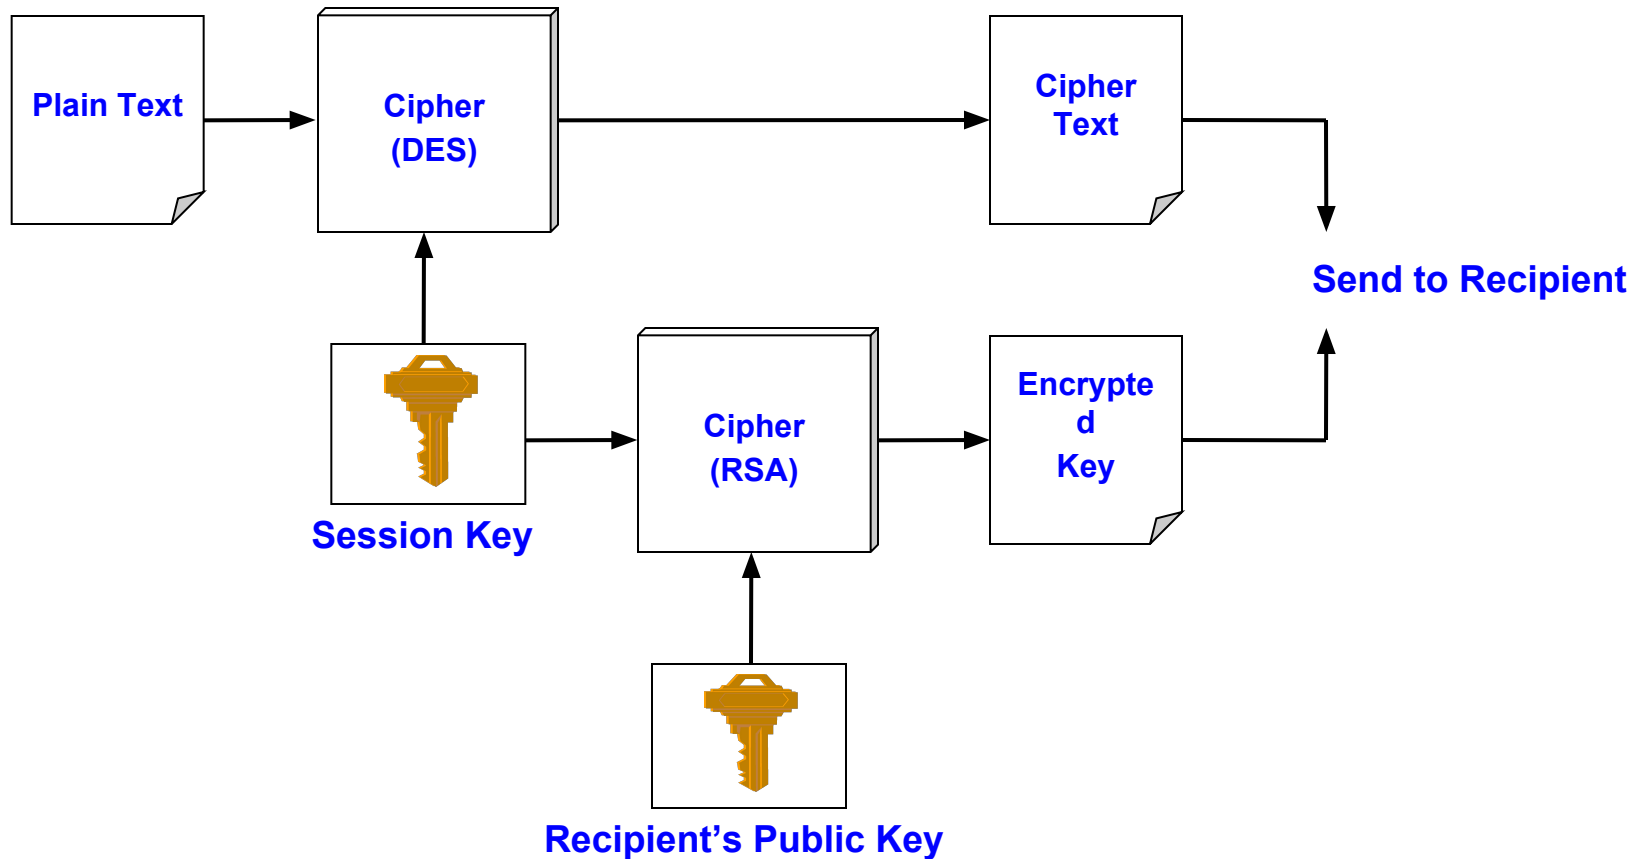 Plain Text
Cipher
(DES)
Cipher
Text
Send to Recipient
Session Key
Cipher
(RSA)
Encrypte
d
Key
Recipient’s Public Key